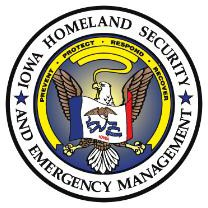 IOWA HOMELAND SECURITY
AND EMERGENCY MANAGEMENT
PREVENT • PROTECT • RESPOND • RECOVER
IOWA